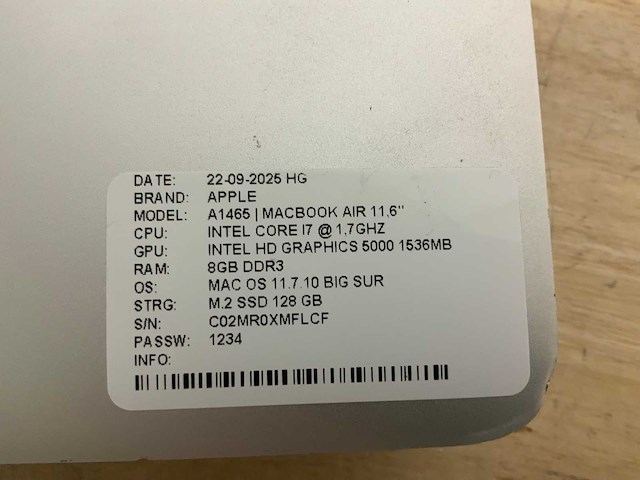 DATE: 22-09-2025 HG
BRAND: APPLE
MODEL: A1465 | MACBOOK AIR 11,6"
CPU: INTEL CORE I7 @ 1,7GHZ
GPU: INTEL HD GRAPHICS 5000 1536MB
RAM: 8GB DDR3
OS: MAC OS 11.7.10 BIG SUR
STRG: M.2 SSD 128 GB
S/N: C02MR0XMFLCF
PASSW: 1234
INFO: